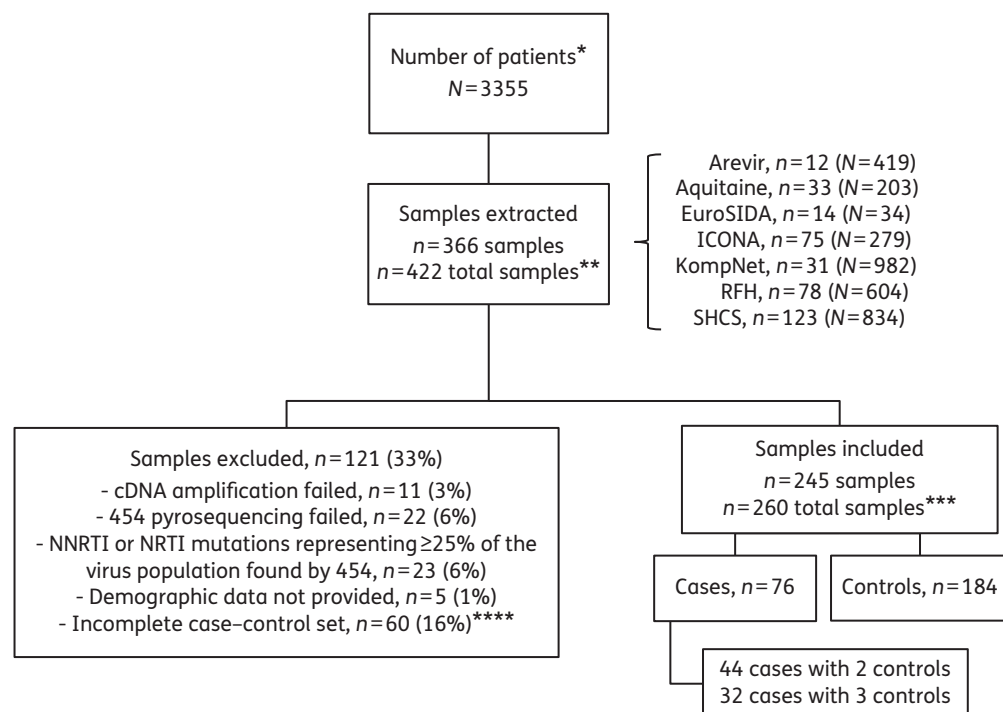 Number of patients*
N=3355
Samples extracted
n=366 samples
n=422 total samples**
Arevir, n=12 (N=419)
Aquitaine, n=33 (N=203)
EuroSIDA, n=14 (N=34)
ICONA, n=75 (N=279)
KompNet, n=31 (N=982)
RFH, n=78 (N=604)
SHCS, n=123 (N=834)
Samples excluded, n=121 (33%)
- cDNA amplification failed, n=11 (3%)
- 454 pyrosequencing failed, n=22 (6%)
- NNRTI or NRTI mutations representing ≥25% of the
virus population found by 454, n=23 (6%)
- Demographic data not provided, n=5 (1%)
- Incomplete case–control set, n=60 (16%)****
Samples included
n=245 samples
n=260 total samples***
Cases, n=76
Controls, n=184
44 cases with 2 controls
32 cases with 3 controls